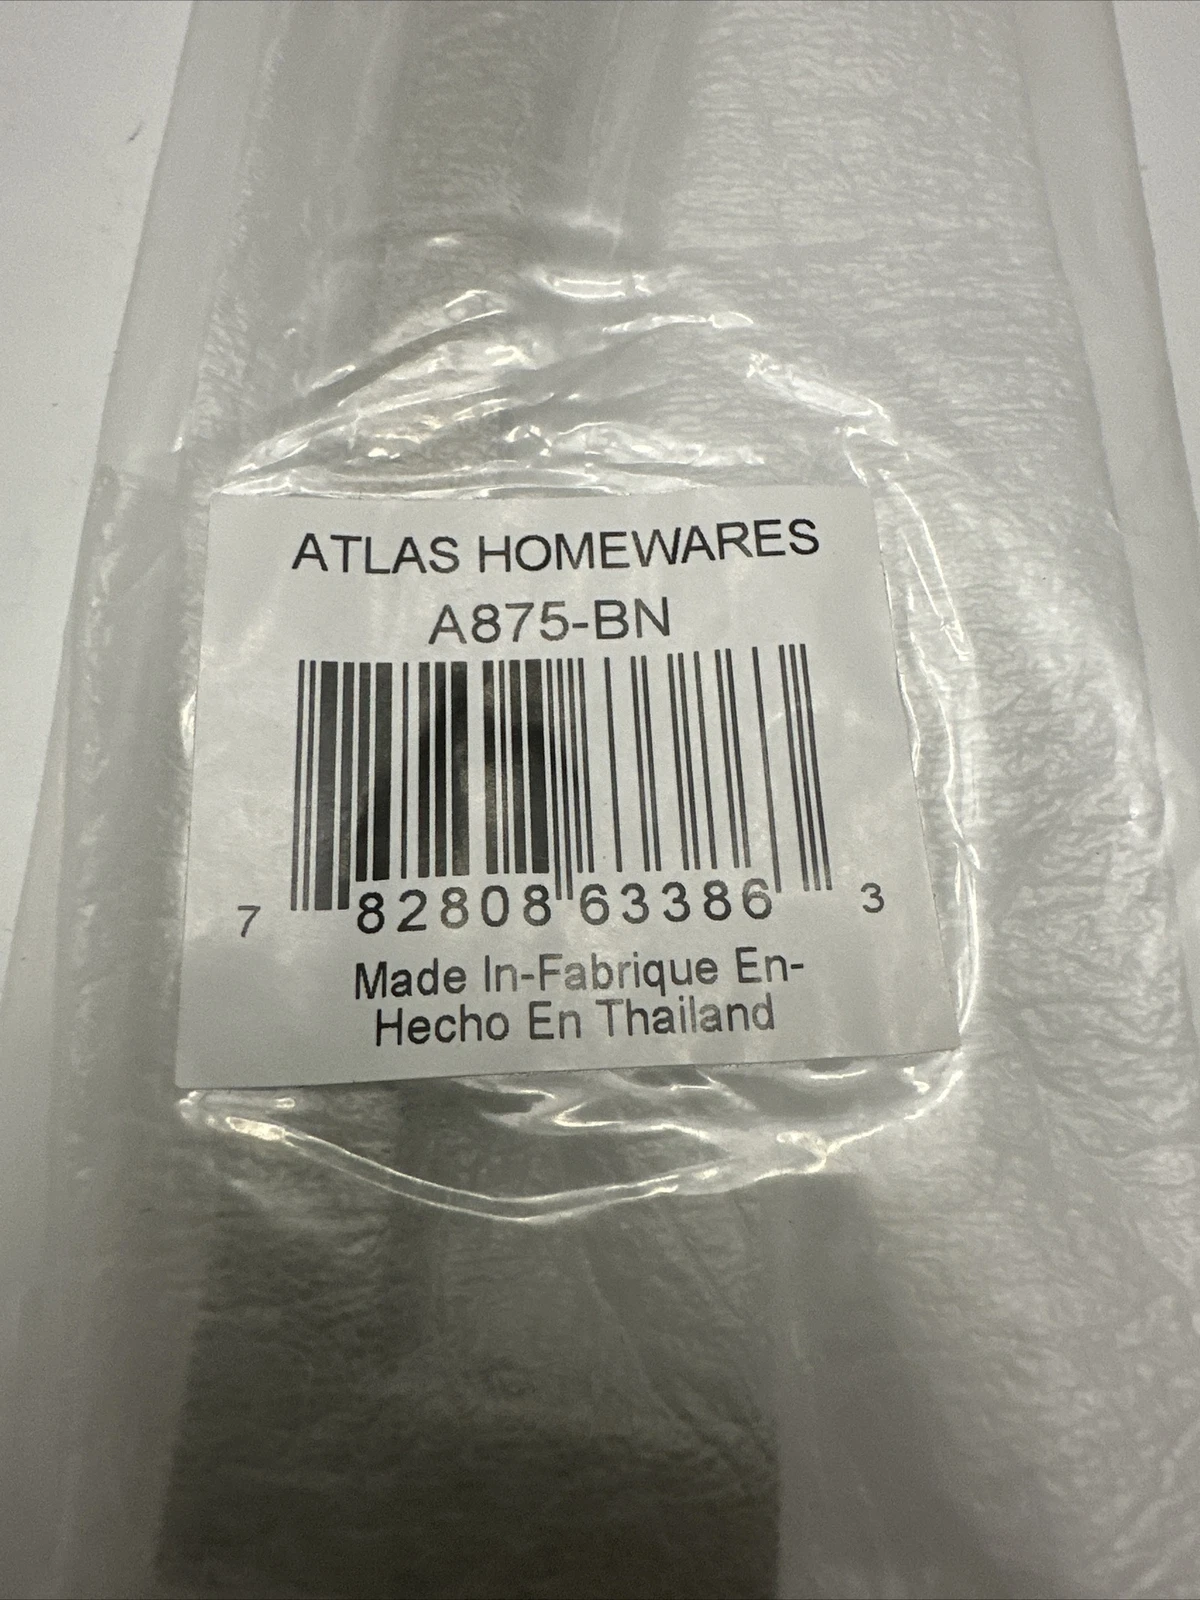 ATLAS HOMEWARES
A875-BN
7 82808 63386 3
Made In-Fabrique En-
Hecho En Thailand